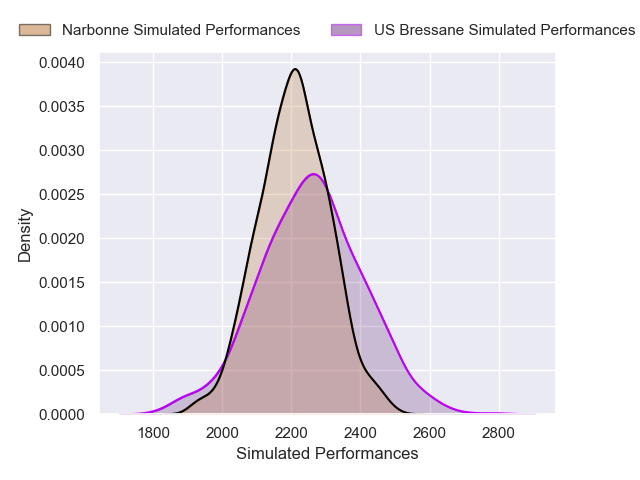 Narbonne Simulated Performances US Bressane Simulated Performances
0.0040
0.0035
0.0030
0.0025
0.0020
0.0015
0.0010
0.0005
0.0000
Density
1800 2000 2200 2400 2600 2800
Simulated Performances